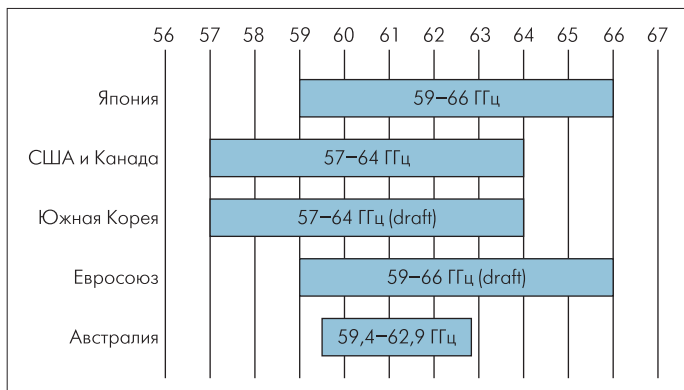 56 57 58 59 60 61 62 63 64 65 66 67
Япония 59–66 ГГц
США и Канада 57–64 ГГц
Южная Корея 57–64 ГГц (draft)
Евросоюз 59–66 ГГц (draft)
Австралия 59,4–62,9 ГГц